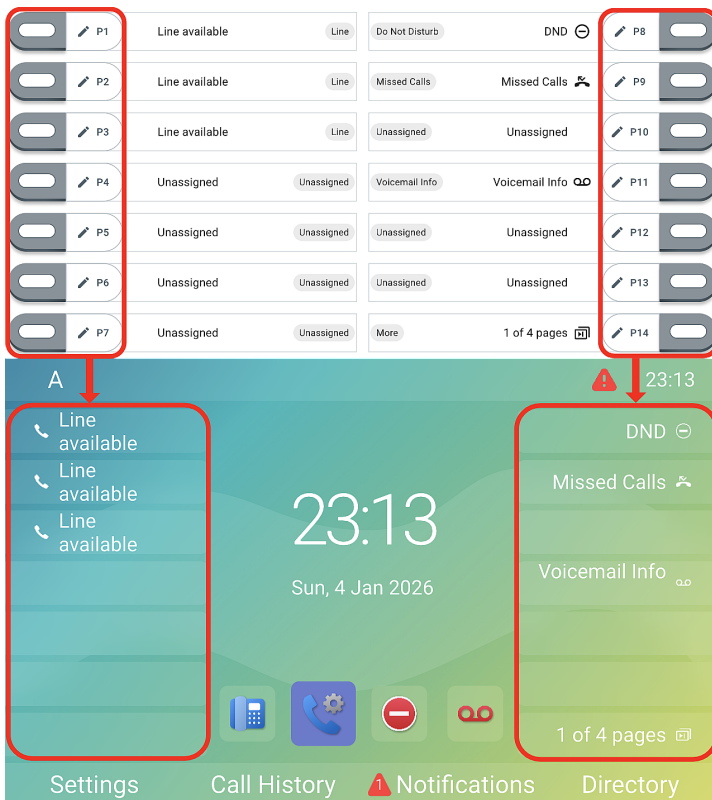 P1 Line available Line Do Not Disturb DND P8
P2 Line available Line Missed Calls Missed Calls P9
P3 Line available Line Unassigned Unassigned P10
P4 Unassigned Unassigned Voicemail Info Voicemail Info P11
P5 Unassigned Unassigned Unassigned Unassigned P12
P6 Unassigned Unassigned Unassigned Unassigned P13
P7 Unassigned Unassigned More 1 of 4 pages P14
A 23:13
Line
available
DND
Line
available
Missed Calls
Line
available
23:13
Sun, 4 Jan 2026
Voicemail Info
1 of 4 pages
Settings Call History 1 Notifications Directory